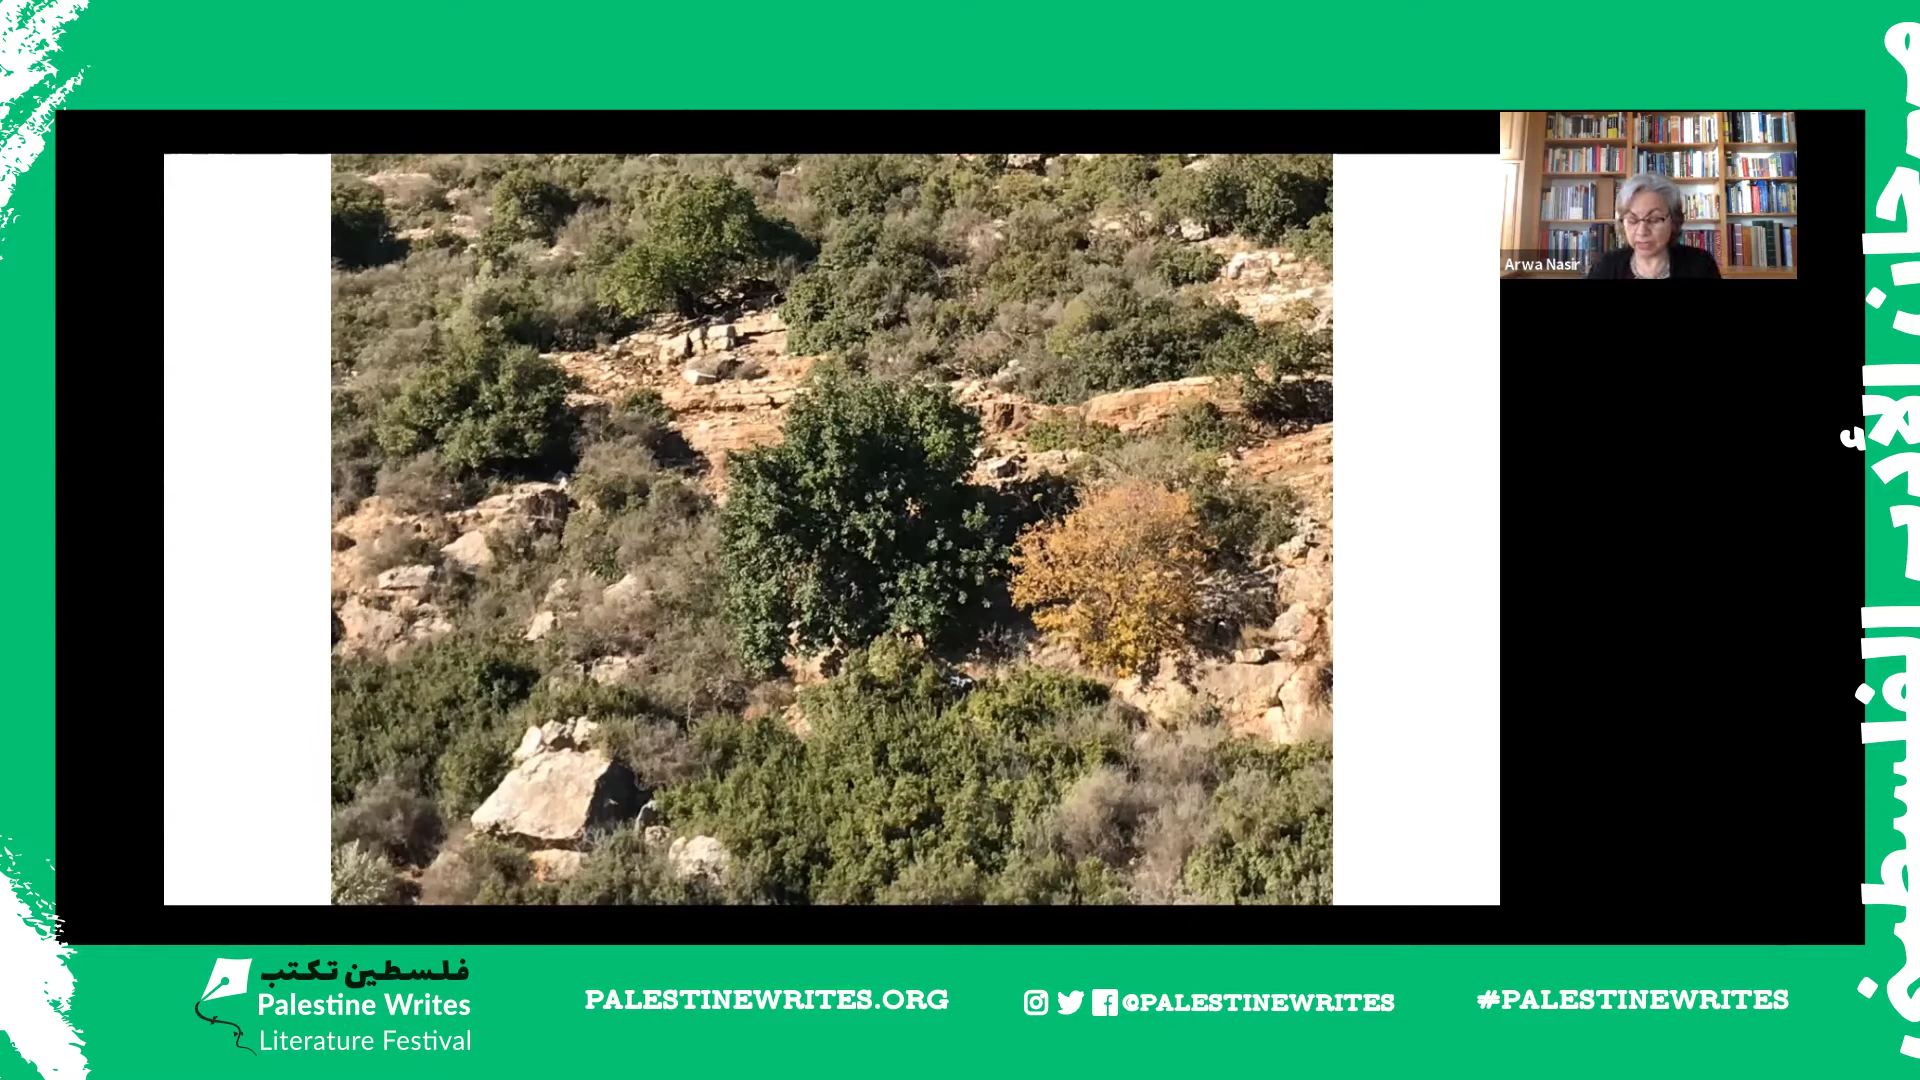 Arwa Nasir
فلسطين تكتب
Palestine Writes
Literature Festival
PALESTINEWRITES.ORG
@PALESTINEWRITES
#PALESTINEWRITES